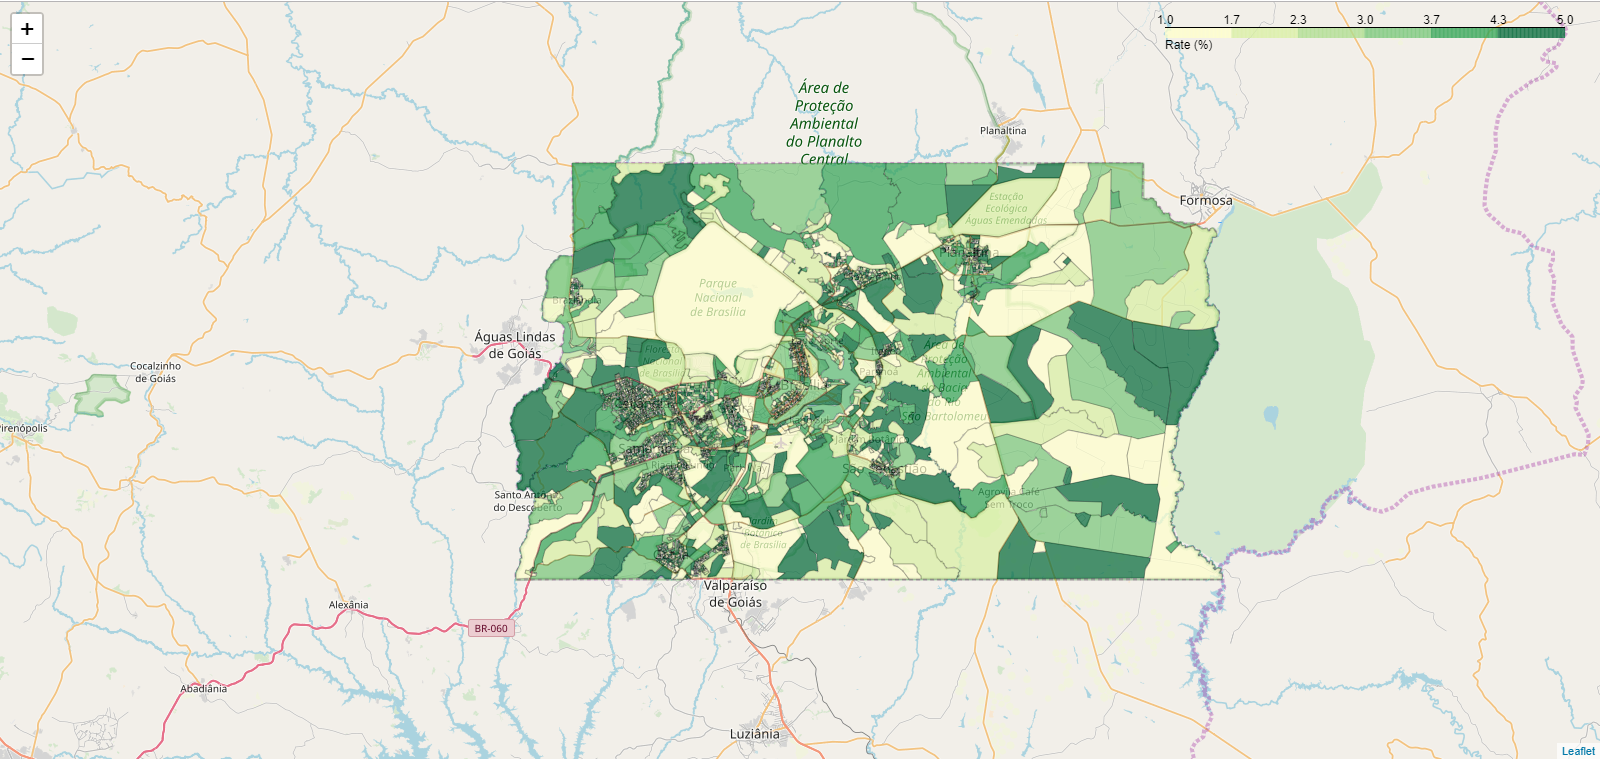 +
−
1.0 1.7 2.3 3.0 3.7 4.3 5.0
Rate (%)
Área de
Proteção
Ambiental
do Planalto
Central
Planaltina
Formosa
Estação
Ecológica
Águas Emendadas
Planaltina
Parque
Nacional
de Brasília
Brazlândia
Águas Lindas
de Goiás
Cocalzinho
de Goiás
Floresta
Nacional
de Brasília
Área de
Proteção
Ambiental
da Bacia
do Rio
São Bartolomeu
Paranoá
Brasília
Pirenópolis
Jardim Botânico
São Sebastião
Santo Antônio
do Descoberto
Agrovila Café
Sem Troco
Jardim
Botânico
de Brasília
Valparaíso
de Goiás
Alexânia
BR-060
Abadiânia
Luziânia
Leaflet